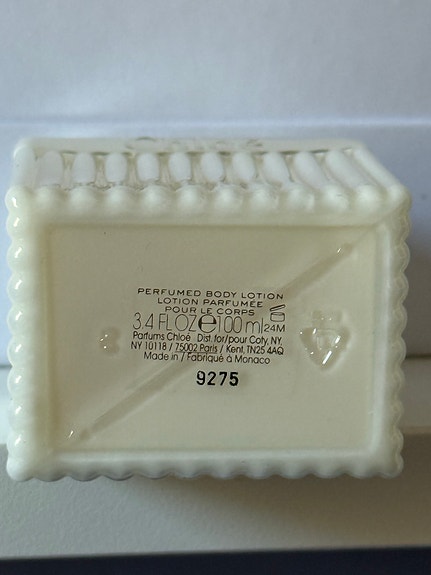 PERFUMED BODY LOTION
LOTION PARFUMÉE
POUR LE CORPS
3.4 FL OZ ℮ 100 ml 24M
Parfums Chloé Dist. for/pour Coty, NY,
NY 10118 / 75002 Paris / Kent, TN25 4AQ
Made in / Fabriqué à Monaco
9275